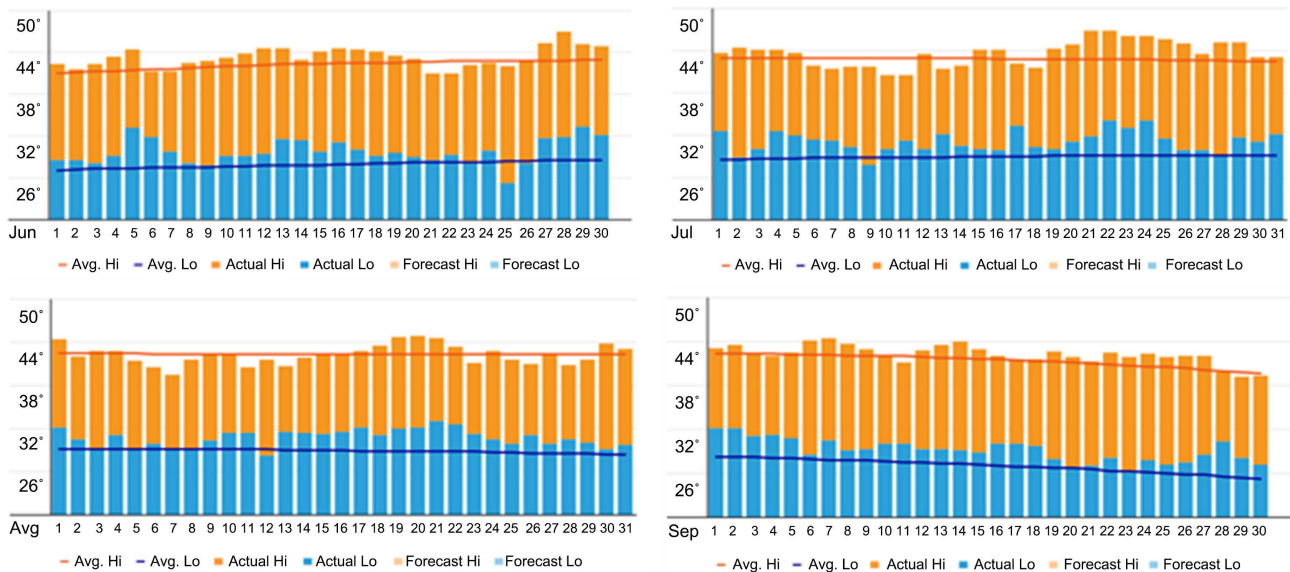 50˚
44˚
38˚
32˚
26˚
Jun 1 2 3 4 5 6 7 8 9 10 11 12 13 14 15 16 17 18 19 20 21 22 23 24 25 26 27 28 29 30
Avg. Hi Avg. Lo Actual Hi Actual Lo Forecast Hi Forecast Lo
50˚
44˚
38˚
32˚
26˚
Jul 1 2 3 4 5 6 7 8 9 10 11 12 13 14 15 16 17 18 19 20 21 22 23 24 25 26 27 28 29 30 31
Avg. Hi Avg. Lo Actual Hi Actual Lo Forecast Hi Forecast Lo
50˚
44˚
38˚
32˚
26˚
Avg 1 2 3 4 5 6 7 8 9 10 11 12 13 14 15 16 17 18 19 20 21 22 23 24 25 26 27 28 29 30 31
Avg. Hi Avg. Lo Actual Hi Actual Lo Forecast Hi Forecast Lo
50˚
44˚
38˚
32˚
26˚
Sep 1 2 3 4 5 6 7 8 9 10 11 12 13 14 15 16 17 18 19 20 21 22 23 24 25 26 27 28 29 30
Avg. Hi Avg. Lo Actual Hi Actual Lo Forecast Hi Forecast Lo